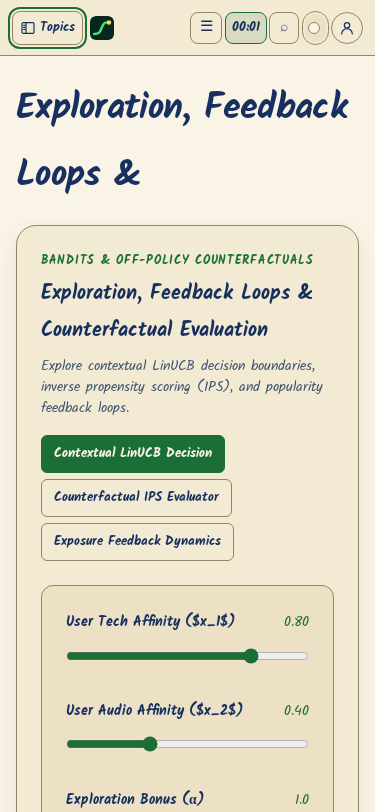 Topics
00:01
Exploration, Feedback
Loops &
BANDITS & OFF-POLICY COUNTERFACTUALS
Exploration, Feedback Loops &
Counterfactual Evaluation
Explore contextual LinUCB decision boundaries,
inverse propensity scoring (IPS), and popularity
feedback loops.
Contextual LinUCB Decision
Counterfactual IPS Evaluator
Exposure Feedback Dynamics
User Tech Affinity ($x_1$) 0.80
User Audio Affinity ($x_2$) 0.40
Exploration Bonus (α) 1.0